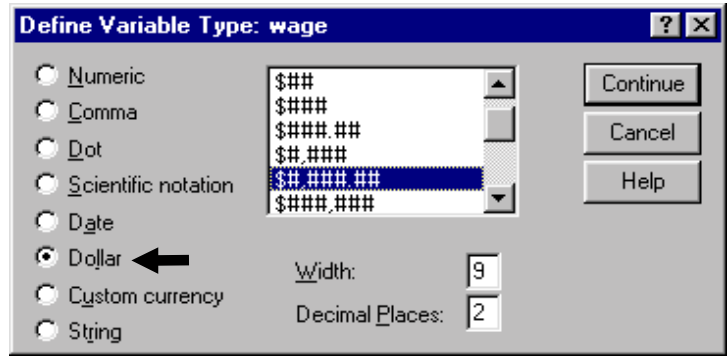 Define Variable Type: wage
Numeric
Comma
Dot
Scientific notation
Date
Dollar
Custom currency
String
$##
$###
$###.##
$#,###
$#,###.##
$###,###
Width: 9
Decimal Places: 2
Continue
Cancel
Help